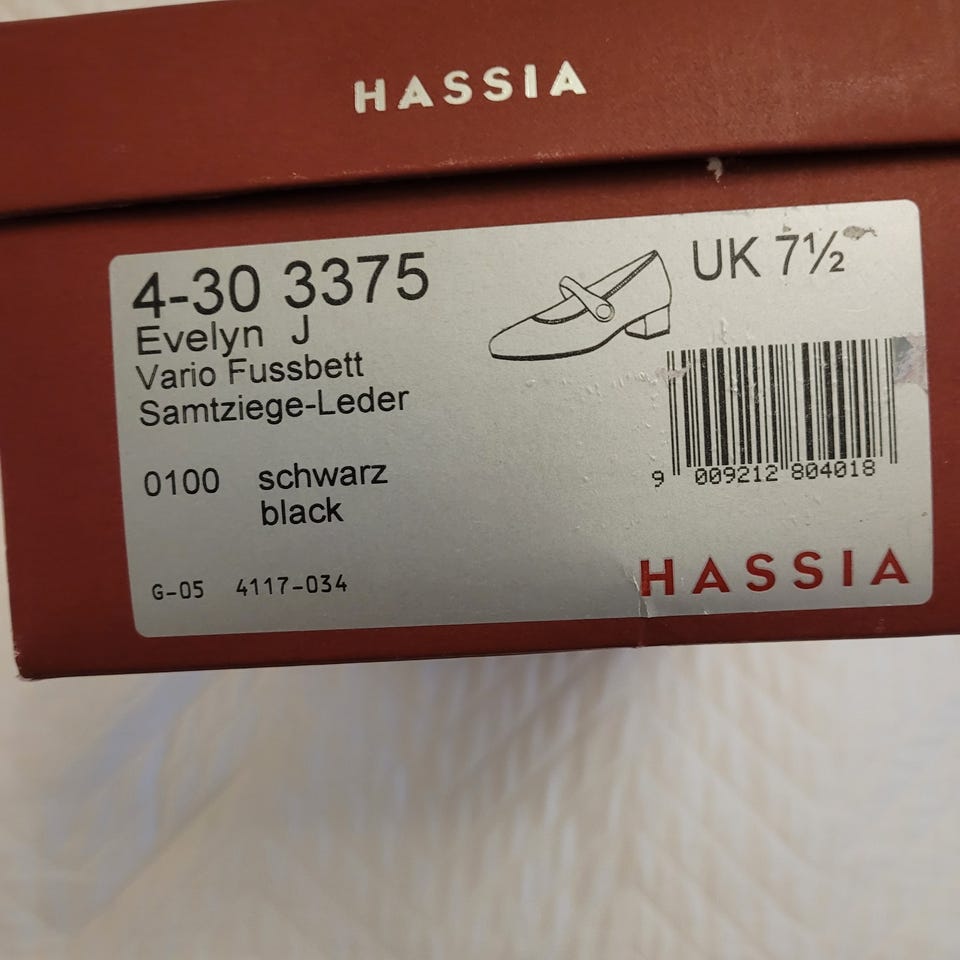 HASSIA
4-30 3375
Evelyn J
Vario Fussbett
Samtziege-Leder
0100 schwarz
black
G-05 4117-034
UK 7½
9 009212 804018
HASSIA